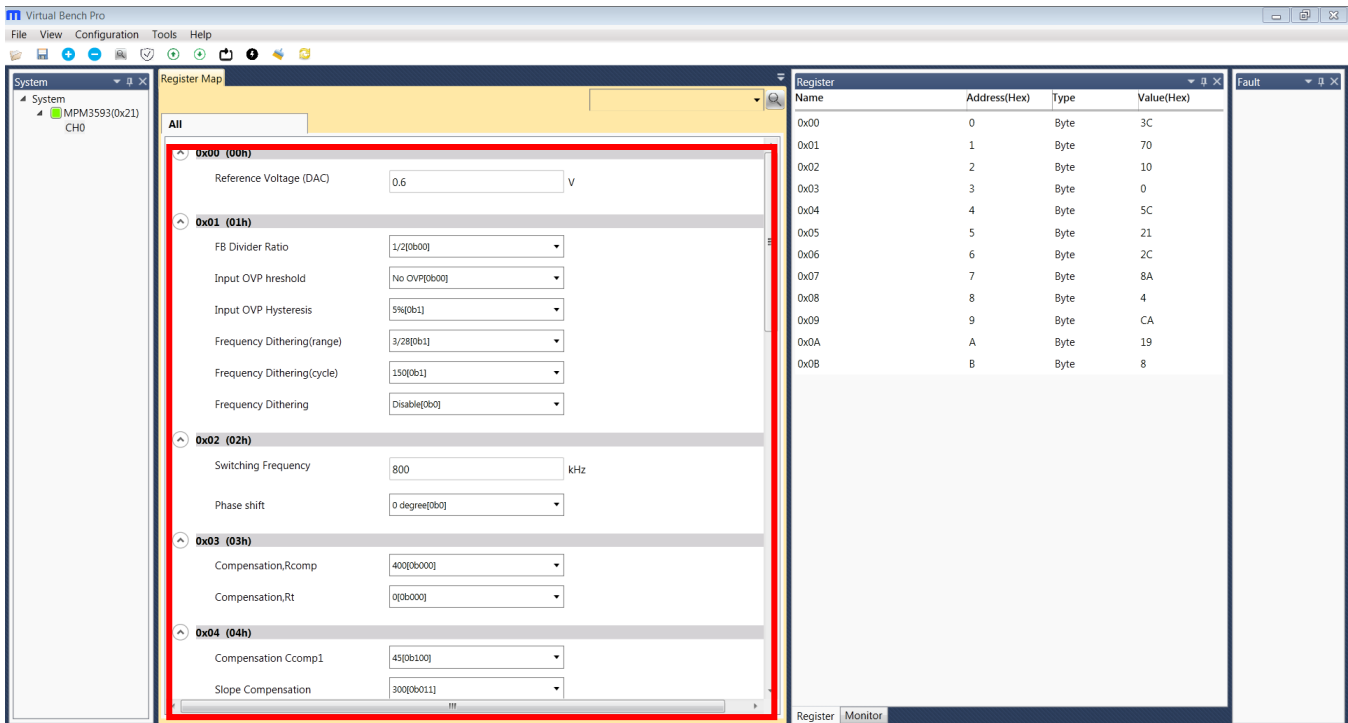 m Virtual Bench Pro
File View Configuration Tools Help
System
System
MPM3593(0x21)
CH0
Register Map
All
0x00 (00h)
Reference Voltage (DAC) 0.6 V
0x01 (01h)
FB Divider Ratio 1/2[0b00]
Input OVP hreshold No OVP[0b00]
Input OVP Hysteresis 5%[0b1]
Frequency Dithering(range) 3/28[0b1]
Frequency Dithering(cycle) 150[0b1]
Frequency Dithering Disable[0b0]
0x02 (02h)
Switching Frequency 800 kHz
Phase shift 0 degree[0b0]
0x03 (03h)
Compensation,Rcomp 400[0b000]
Compensation,Rt 0[0b000]
0x04 (04h)
Compensation Ccomp1 45[0b100]
Slope Compensation 300[0b011]
Register
Name Address(Hex) Type Value(Hex)
0x00 0 Byte 3C
0x01 1 Byte 70
0x02 2 Byte 10
0x03 3 Byte 0
0x04 4 Byte 5C
0x05 5 Byte 21
0x06 6 Byte 2C
0x07 7 Byte 8A
0x08 8 Byte 4
0x09 9 Byte CA
0x0A A Byte 19
0x0B B Byte 8
Register Monitor
Fault